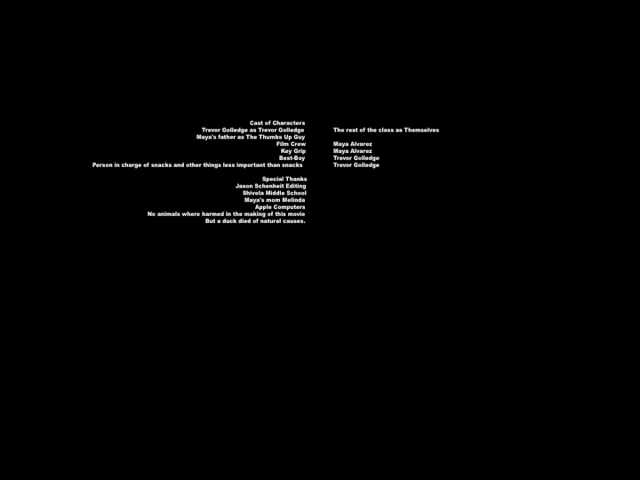 Cast of Characters
Trevor Golledge as Trevor Golledge The rest of the class as Themselves
Maya's father as The Thumbs Up Guy
Film Crew Maya Alvarez
Key Grip Maya Alvarez
Best-Boy Trevor Golledge
Person in charge of snacks and other things less important than snacks Trevor Golledge
Special Thanks
Jason Schenheit Editing
Shivela Middle School
Maya's mom Melinda
Apple Computers
No animals where harmed in the making of this movie
But a duck died of natural causes.